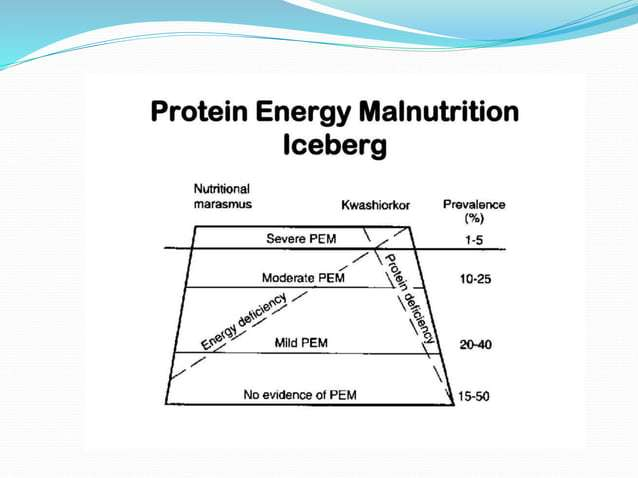 Protein Energy Malnutrition
Iceberg
Nutritional
marasmus
Kwashiorkor
Prevalence
(%)
Severe PEM
1-5
Moderate PEM
10-25
Energy deficiency
Protein deficiency
Mild PEM
20-40
No evidence of PEM
15-50